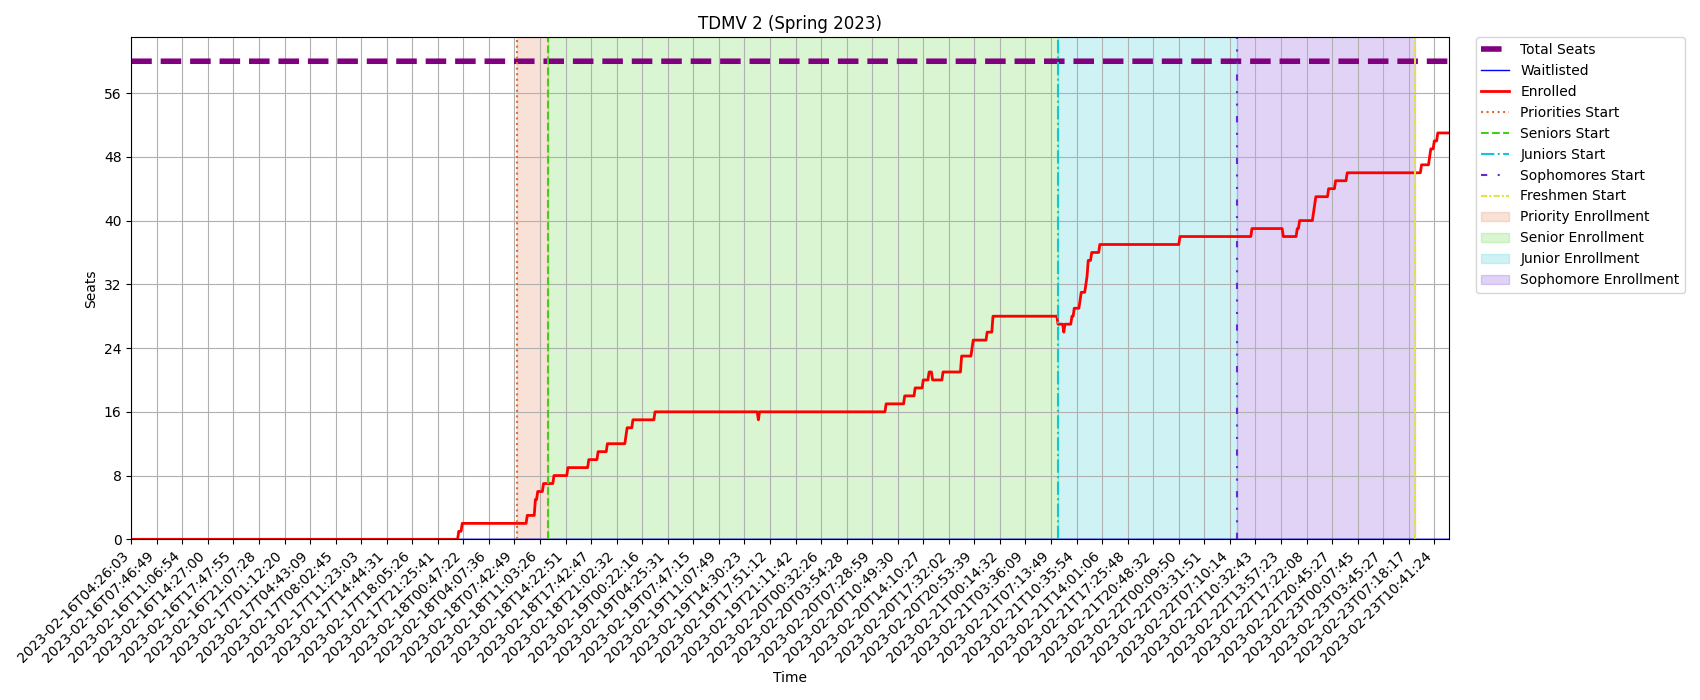 TDMV 2 (Spring 2023)
Total Seats
Waitlisted
Enrolled
Priorities Start
Seniors Start
Juniors Start
Sophomores Start
Freshmen Start
Priority Enrollment
Senior Enrollment
Junior Enrollment
Sophomore Enrollment
Seats
56
48
40
32
24
16
8
0
2023-02-16T04:26:03
2023-02-16T07:46:49
2023-02-16T11:06:54
2023-02-16T14:27:00
2023-02-16T17:47:55
2023-02-16T21:07:28
2023-02-17T01:12:20
2023-02-17T04:43:09
2023-02-17T08:02:45
2023-02-17T11:23:03
2023-02-17T14:44:31
2023-02-17T18:05:26
2023-02-17T21:25:41
2023-02-18T00:47:22
2023-02-18T04:07:36
2023-02-18T07:42:49
2023-02-18T11:03:26
2023-02-18T14:22:51
2023-02-18T17:42:47
2023-02-18T21:02:32
2023-02-19T00:22:16
2023-02-19T04:25:31
2023-02-19T07:47:15
2023-02-19T11:07:49
2023-02-19T14:30:23
2023-02-19T17:51:12
2023-02-19T21:11:42
2023-02-20T00:32:26
2023-02-20T03:54:28
2023-02-20T07:28:59
2023-02-20T10:49:30
2023-02-20T14:10:27
2023-02-20T17:32:02
2023-02-20T20:53:39
2023-02-21T00:14:32
2023-02-21T03:36:09
2023-02-21T07:13:49
2023-02-21T10:35:54
2023-02-21T14:01:06
2023-02-21T17:25:48
2023-02-21T20:48:32
2023-02-22T00:09:50
2023-02-22T03:31:51
2023-02-22T07:10:14
2023-02-22T10:32:43
2023-02-22T13:57:23
2023-02-22T17:22:08
2023-02-22T20:45:27
2023-02-23T00:07:45
2023-02-23T03:45:27
2023-02-23T07:18:17
2023-02-23T10:41:24
Time